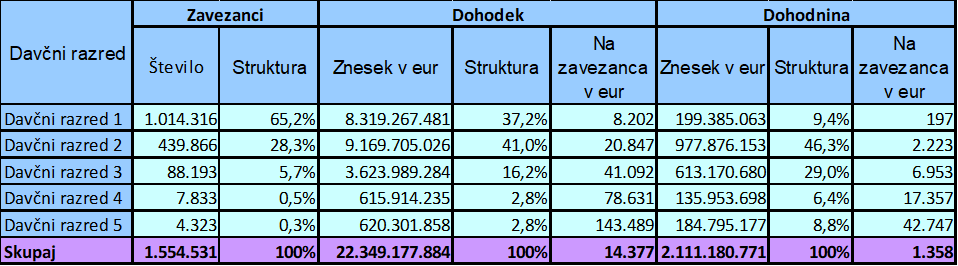 Zavezanci Dohodek Dohodnina
Davčni razred Število Struktura Znesek v eur Struktura Na zavezanca v eur Znesek v eur Struktura Na zavezanca v eur
Davčni razred 1 1.014.316 65,2% 8.319.267.481 37,2% 8.202 199.385.063 9,4% 197
Davčni razred 2 439.866 28,3% 9.169.705.026 41,0% 20.847 977.876.153 46,3% 2.223
Davčni razred 3 88.193 5,7% 3.623.989.284 16,2% 41.092 613.170.680 29,0% 6.953
Davčni razred 4 7.833 0,5% 615.914.235 2,8% 78.631 135.953.698 6,4% 17.357
Davčni razred 5 4.323 0,3% 620.301.858 2,8% 143.489 184.795.177 8,8% 42.747
Skupaj 1.554.531 100% 22.349.177.884 100% 14.377 2.111.180.771 100% 1.358